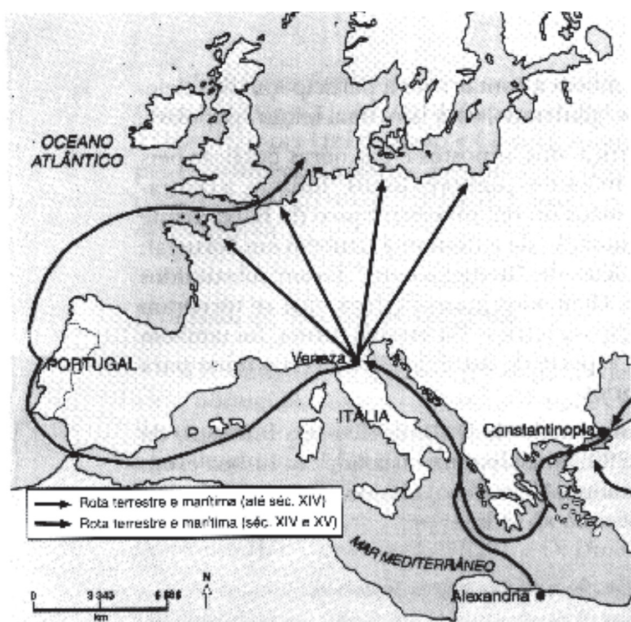 OCEANO
ATLÂNTICO
PORTUGAL
Veneza
ITÁLIA
Constantinopla
Rota terrestre e marítima (até séc. XIV)
Rota terrestre e marítima (séc. XIV e XV)
MAR MEDITERRÂNEO
Alexandria
N
0
km